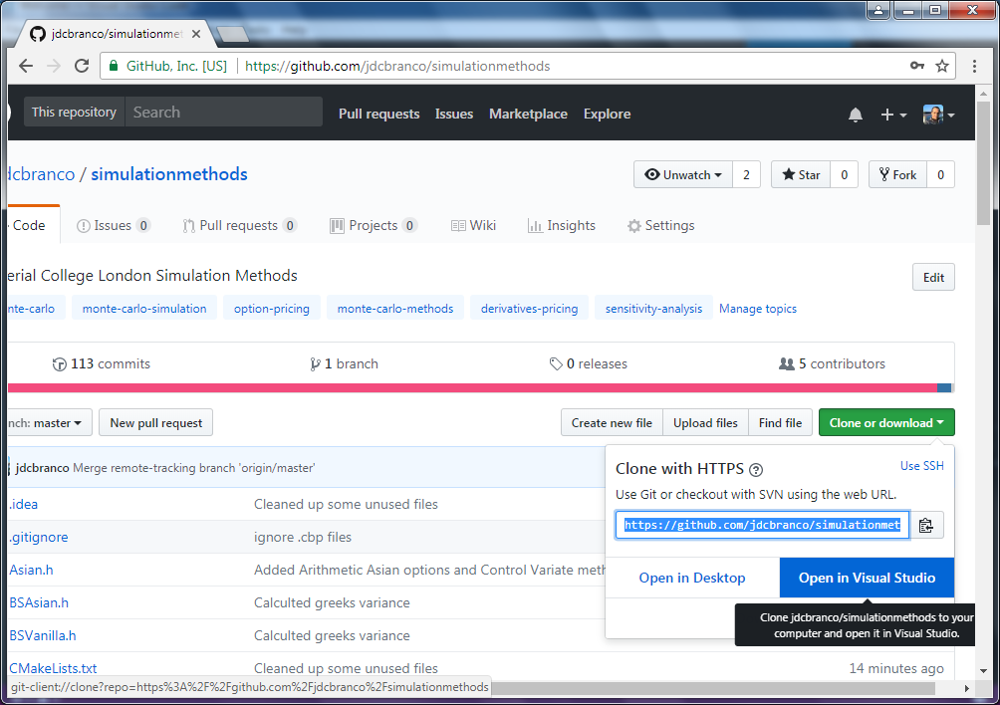 jdcbranco/simulationmet
GitHub, Inc. [US] https://github.com/jdcbranco/simulationmethods
This repository Search Pull requests Issues Marketplace Explore
jdcbranco / simulationmethods Unwatch 2 Star 0 Fork 0
Code Issues 0 Pull requests 0 Projects 0 Wiki Insights Settings
erial College London Simulation Methods Edit
nte-carlo monte-carlo-simulation option-pricing monte-carlo-methods derivatives-pricing sensitivity-analysis Manage topics
113 commits 1 branch 0 releases 5 contributors
nch: master New pull request Create new file Upload files Find file Clone or download
jdcbranco Merge remote-tracking branch 'origin/master'
Clone with HTTPS ? Use SSH
Use Git or checkout with SVN using the web URL.
https://github.com/jdcbranco/simulationmet
Open in Desktop Open in Visual Studio
Clone jdcbranco/simulationmethods to your
computer and open it in Visual Studio.
.idea Cleaned up some unused files
.gitignore ignore .cbp files
Asian.h Added Arithmetic Asian options and Control Variate meth
BSAsian.h Calculted greeks variance
BSVanilla.h Calculted greeks variance
CMakeLists.txt Cleaned up some unused files 14 minutes ago
git-client://clone?repo=https%3A%2F%2Fgithub.com%2Fjdcbranco%2Fsimulationmethods